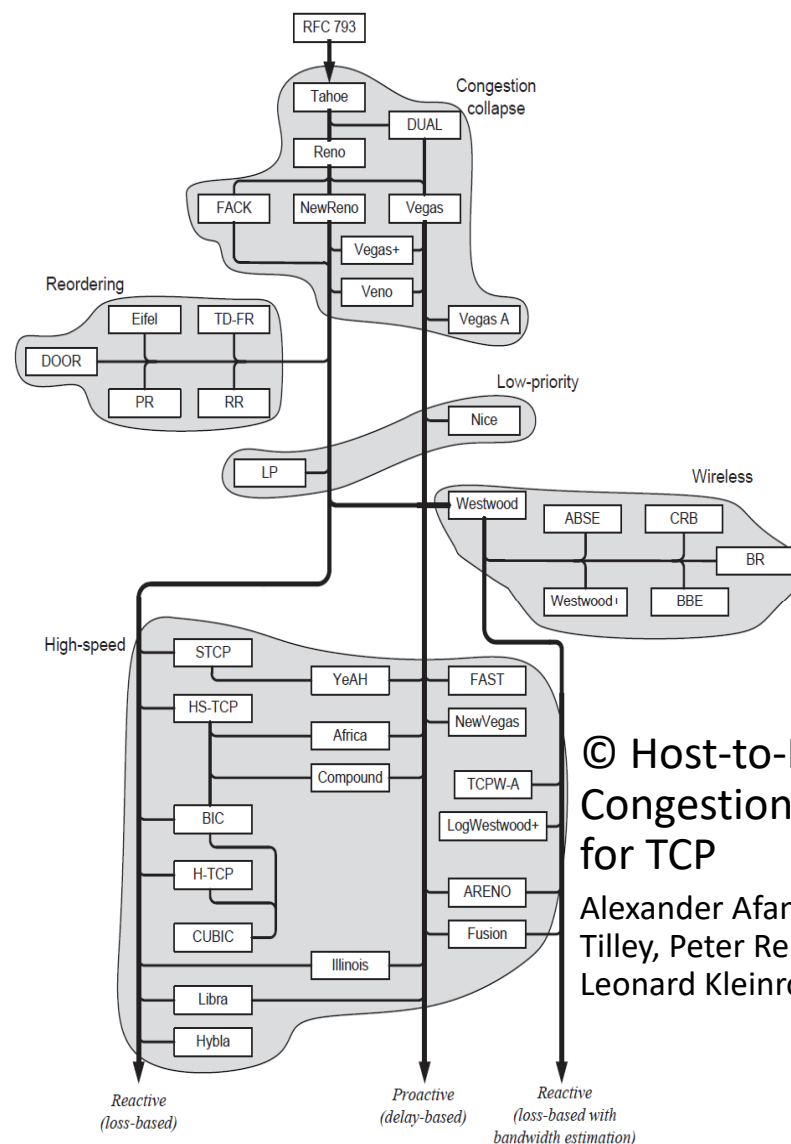 RFC 793
Tahoe
Congestion
collapse
DUAL
Reno
FACK
NewReno
Vegas
Vegas+
Veno
Vegas A
Reordering
Eifel
TD-FR
DOOR
PR
RR
Low-priority
Nice
LP
Wireless
Westwood
ABSE
CRB
BR
Westwood+
BBE
High-speed
STCP
YeAH
FAST
HS-TCP
NewVegas
Africa
Compound
TCPW-A
BIC
LogWestwood+
H-TCP
ARENO
CUBIC
Fusion
Illinois
Libra
Hybla
© Host-to-
Congestion
for TCP
Alexander Afan
Tilley, Peter Re
Leonard Kleinro
Reactive
(loss-based)
Proactive
(delay-based)
Reactive
(loss-based with
bandwidth estimation)